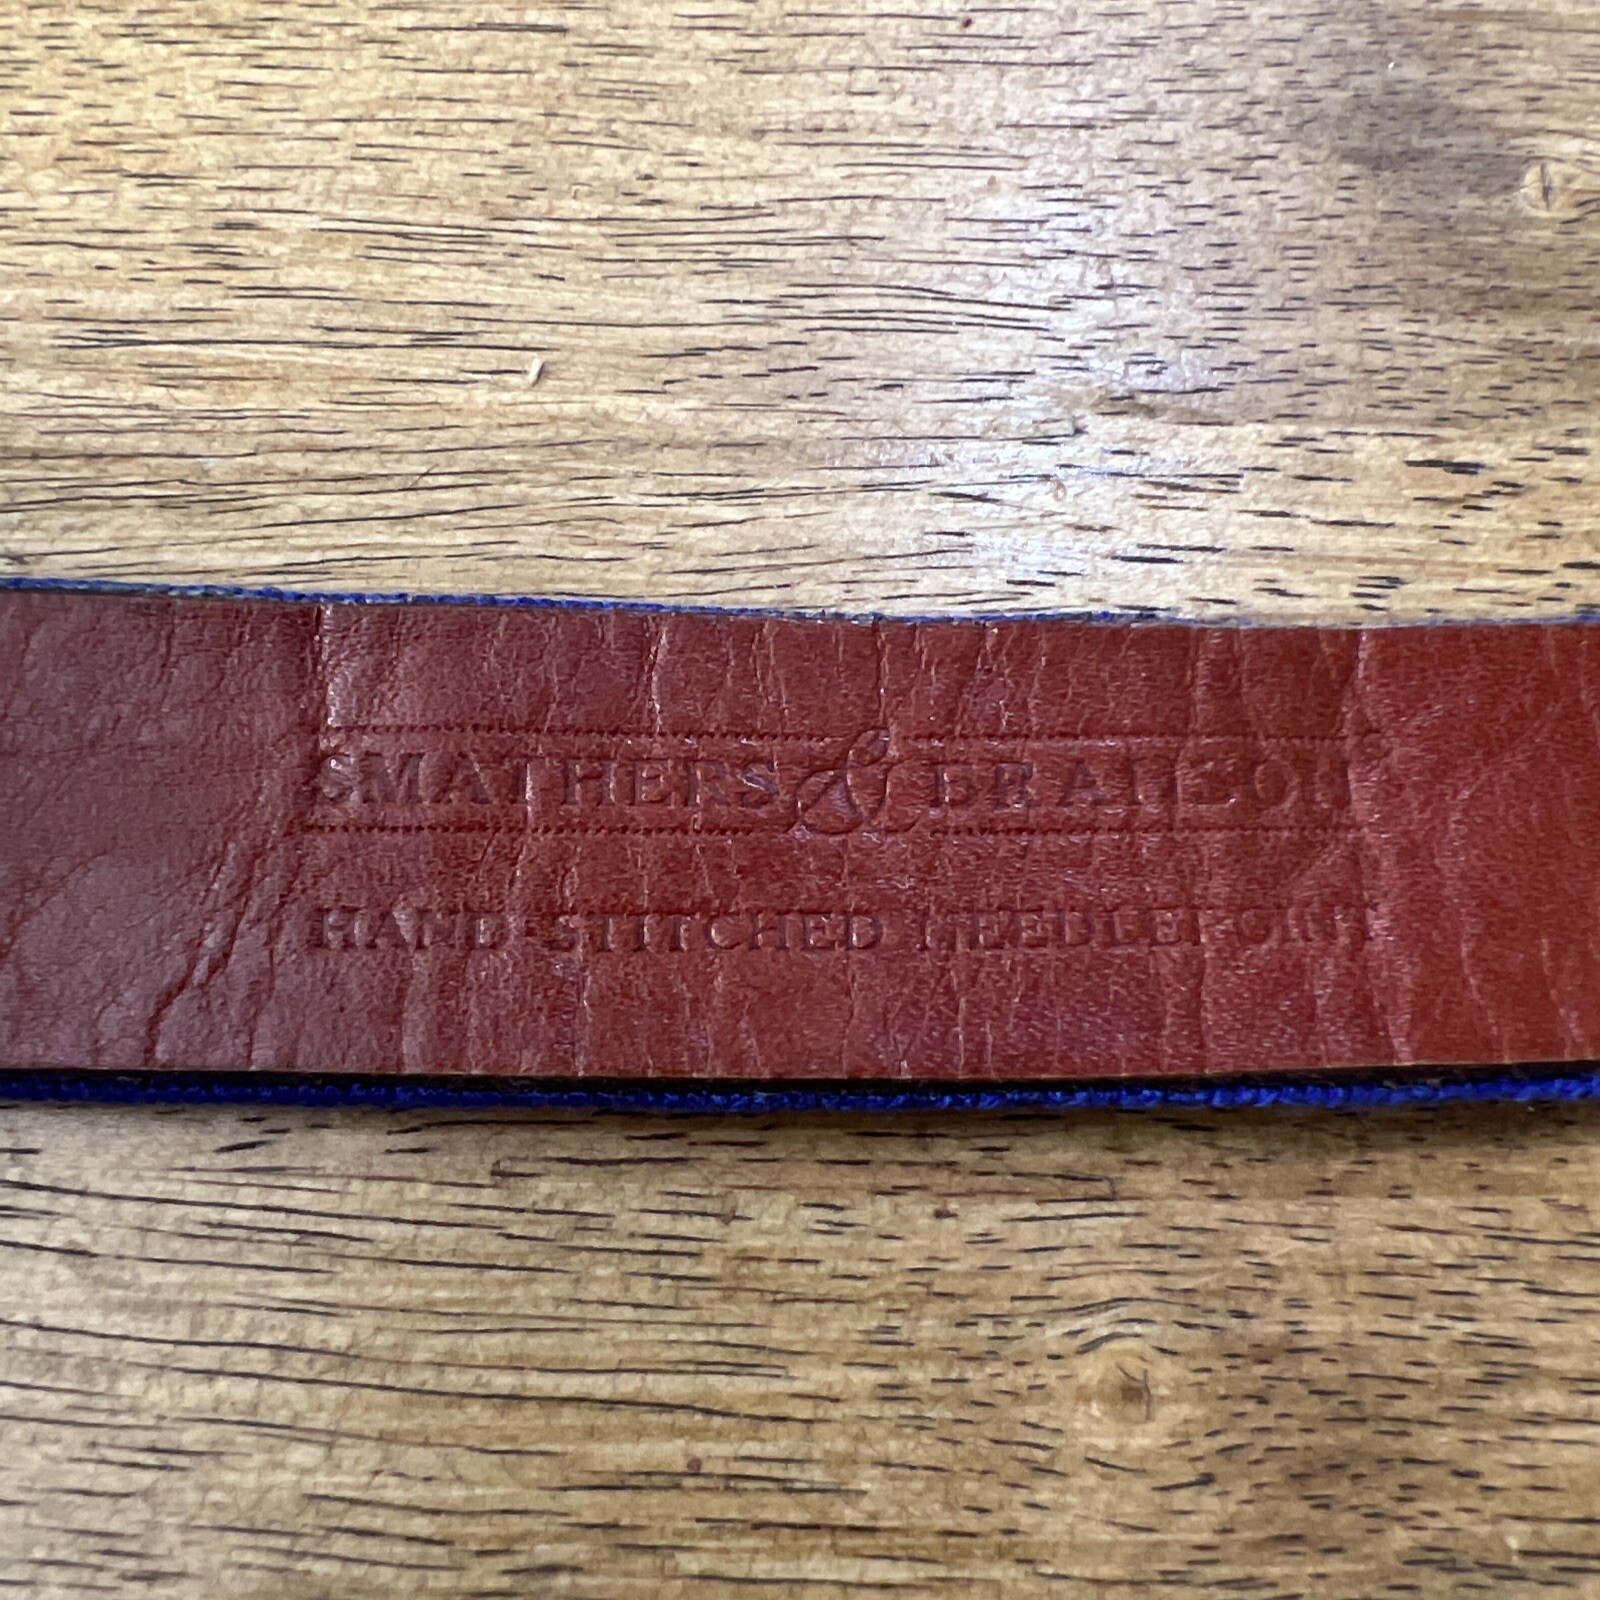 SMATHERS & BRANSON
HAND-STITCHED NEEDLEPOINT